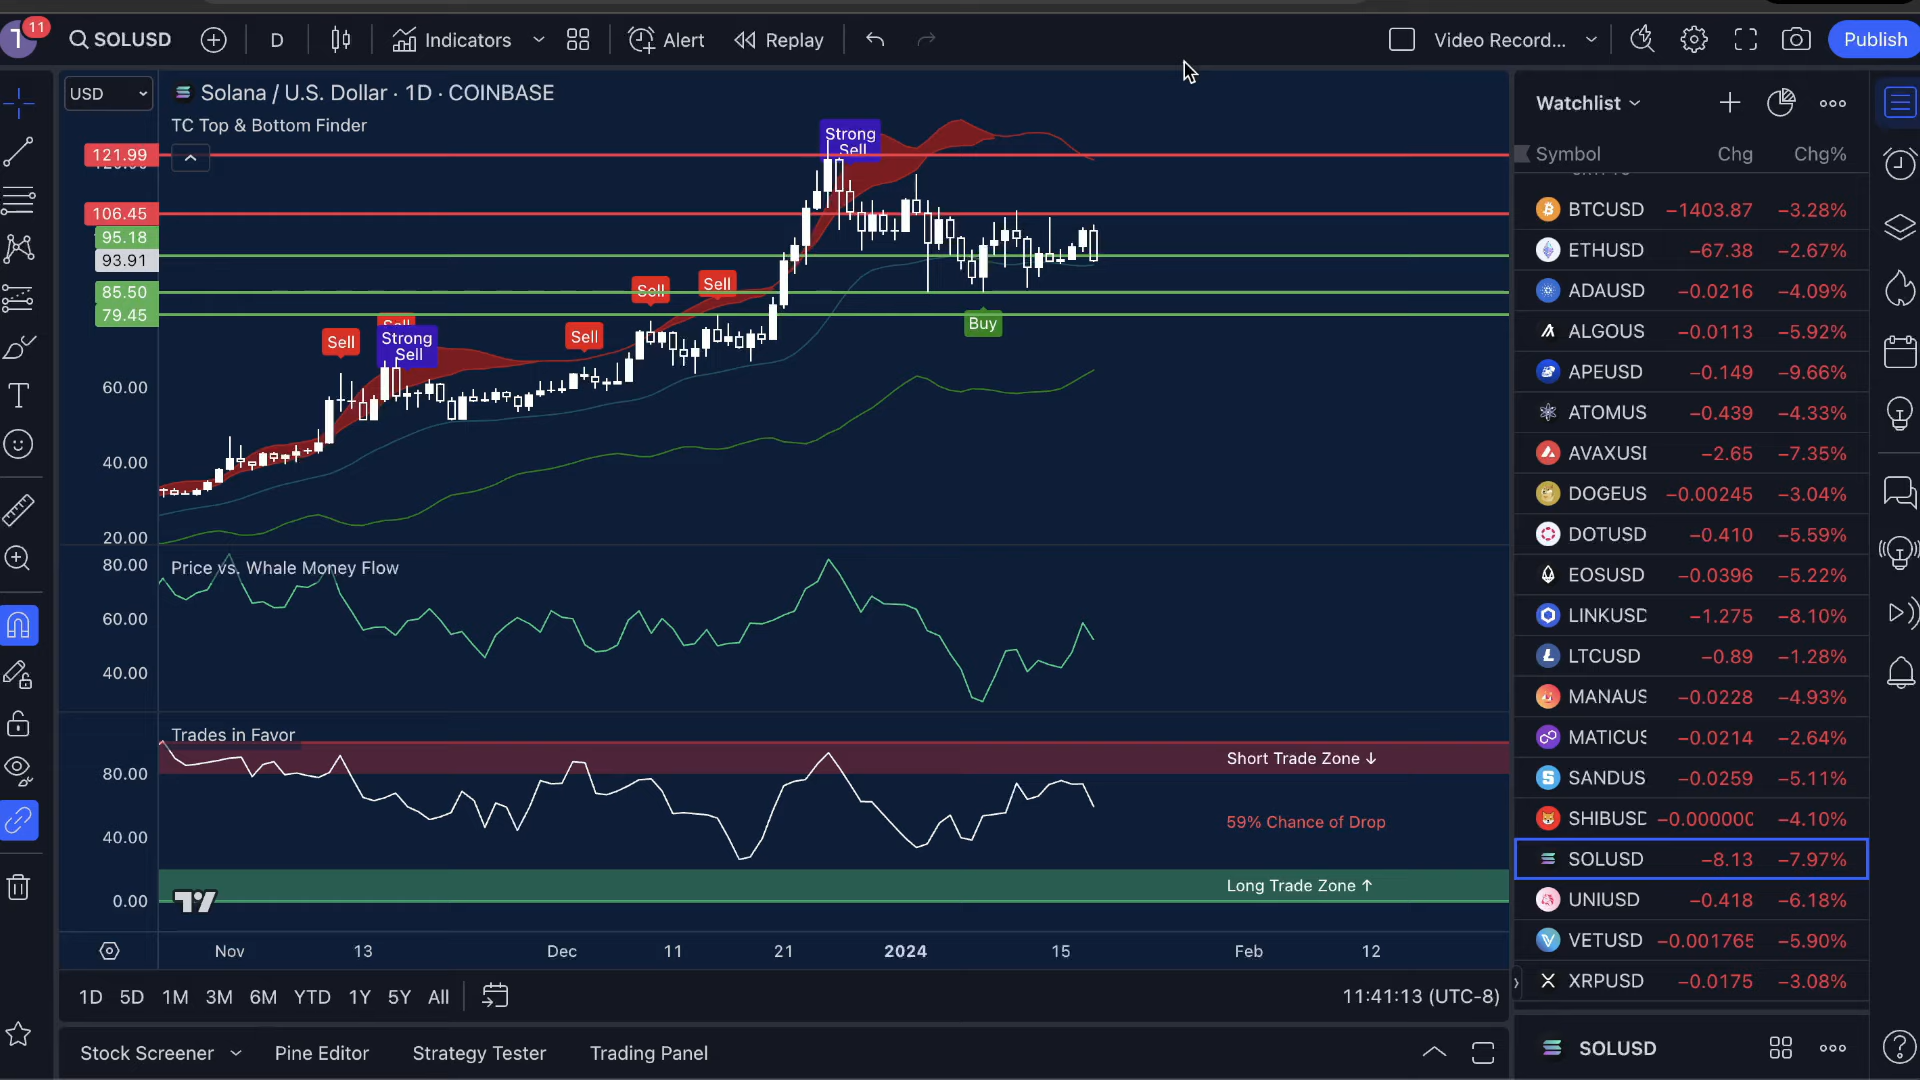 11
1
SOLUSD
D
Indicators
Alert
Replay
Video Record...
Publish
USD
Solana / U.S. Dollar · 1D · COINBASE
TC Top & Bottom Finder
121.99
106.45
95.18
93.91
85.50
79.45
60.00
40.00
20.00
Strong
Sell
Sell
Sell
Strong
Sell
Sell
Sell
Sell
Buy
Price vs. Whale Money Flow
80.00
60.00
40.00
Trades in Favor
80.00
40.00
0.00
Short Trade Zone ↓
59% Chance of Drop
Long Trade Zone ↑
Nov 13 Dec 11 21 2024 15 Feb 12
1D 5D 1M 3M 6M YTD 1Y 5Y All
11:41:13 (UTC-8)
Stock Screener Pine Editor Strategy Tester Trading Panel
Watchlist
Symbol Chg Chg%
BTCUSD −1403.87 −3.28%
ETHUSD −67.38 −2.67%
ADAUSD −0.0216 −4.09%
ALGOUS −0.0113 −5.92%
APEUSD −0.149 −9.66%
ATOMUS −0.439 −4.33%
AVAXUSI −2.65 −7.35%
DOGEUS −0.00245 −3.04%
DOTUSD −0.410 −5.59%
EOSUSD −0.0396 −5.22%
LINKUSD −1.275 −8.10%
LTCUSD −0.89 −1.28%
MANAUS −0.0228 −4.93%
MATICUS −0.0214 −2.64%
SANDUS −0.0259 −5.11%
SHIBUSD −0.000000 −4.10%
SOLUSD −8.13 −7.97%
UNIUSD −0.418 −6.18%
VETUSD −0.001765 −5.90%
XRPUSD −0.0175 −3.08%
SOLUSD